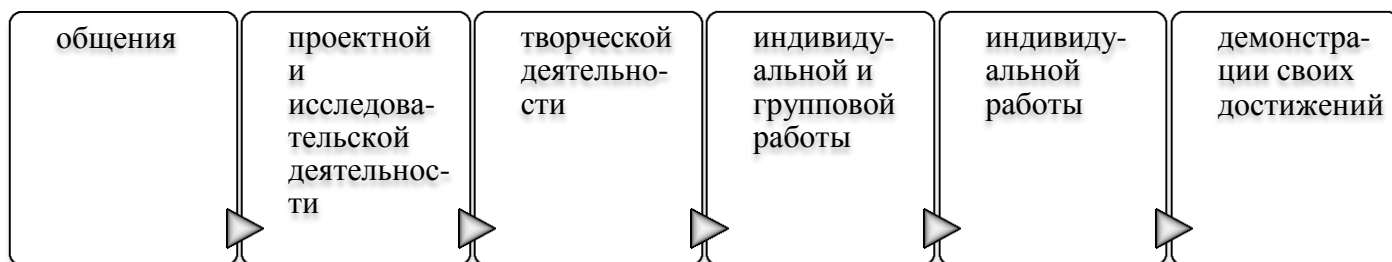 общения
проектной
и
исследова-
тельской
деятельнос-
ти
творческой
деятельно-
сти
индивиду-
альной и
групповой
работы
индивиду-
альной
работы
демонстра-
ции своих
достижений